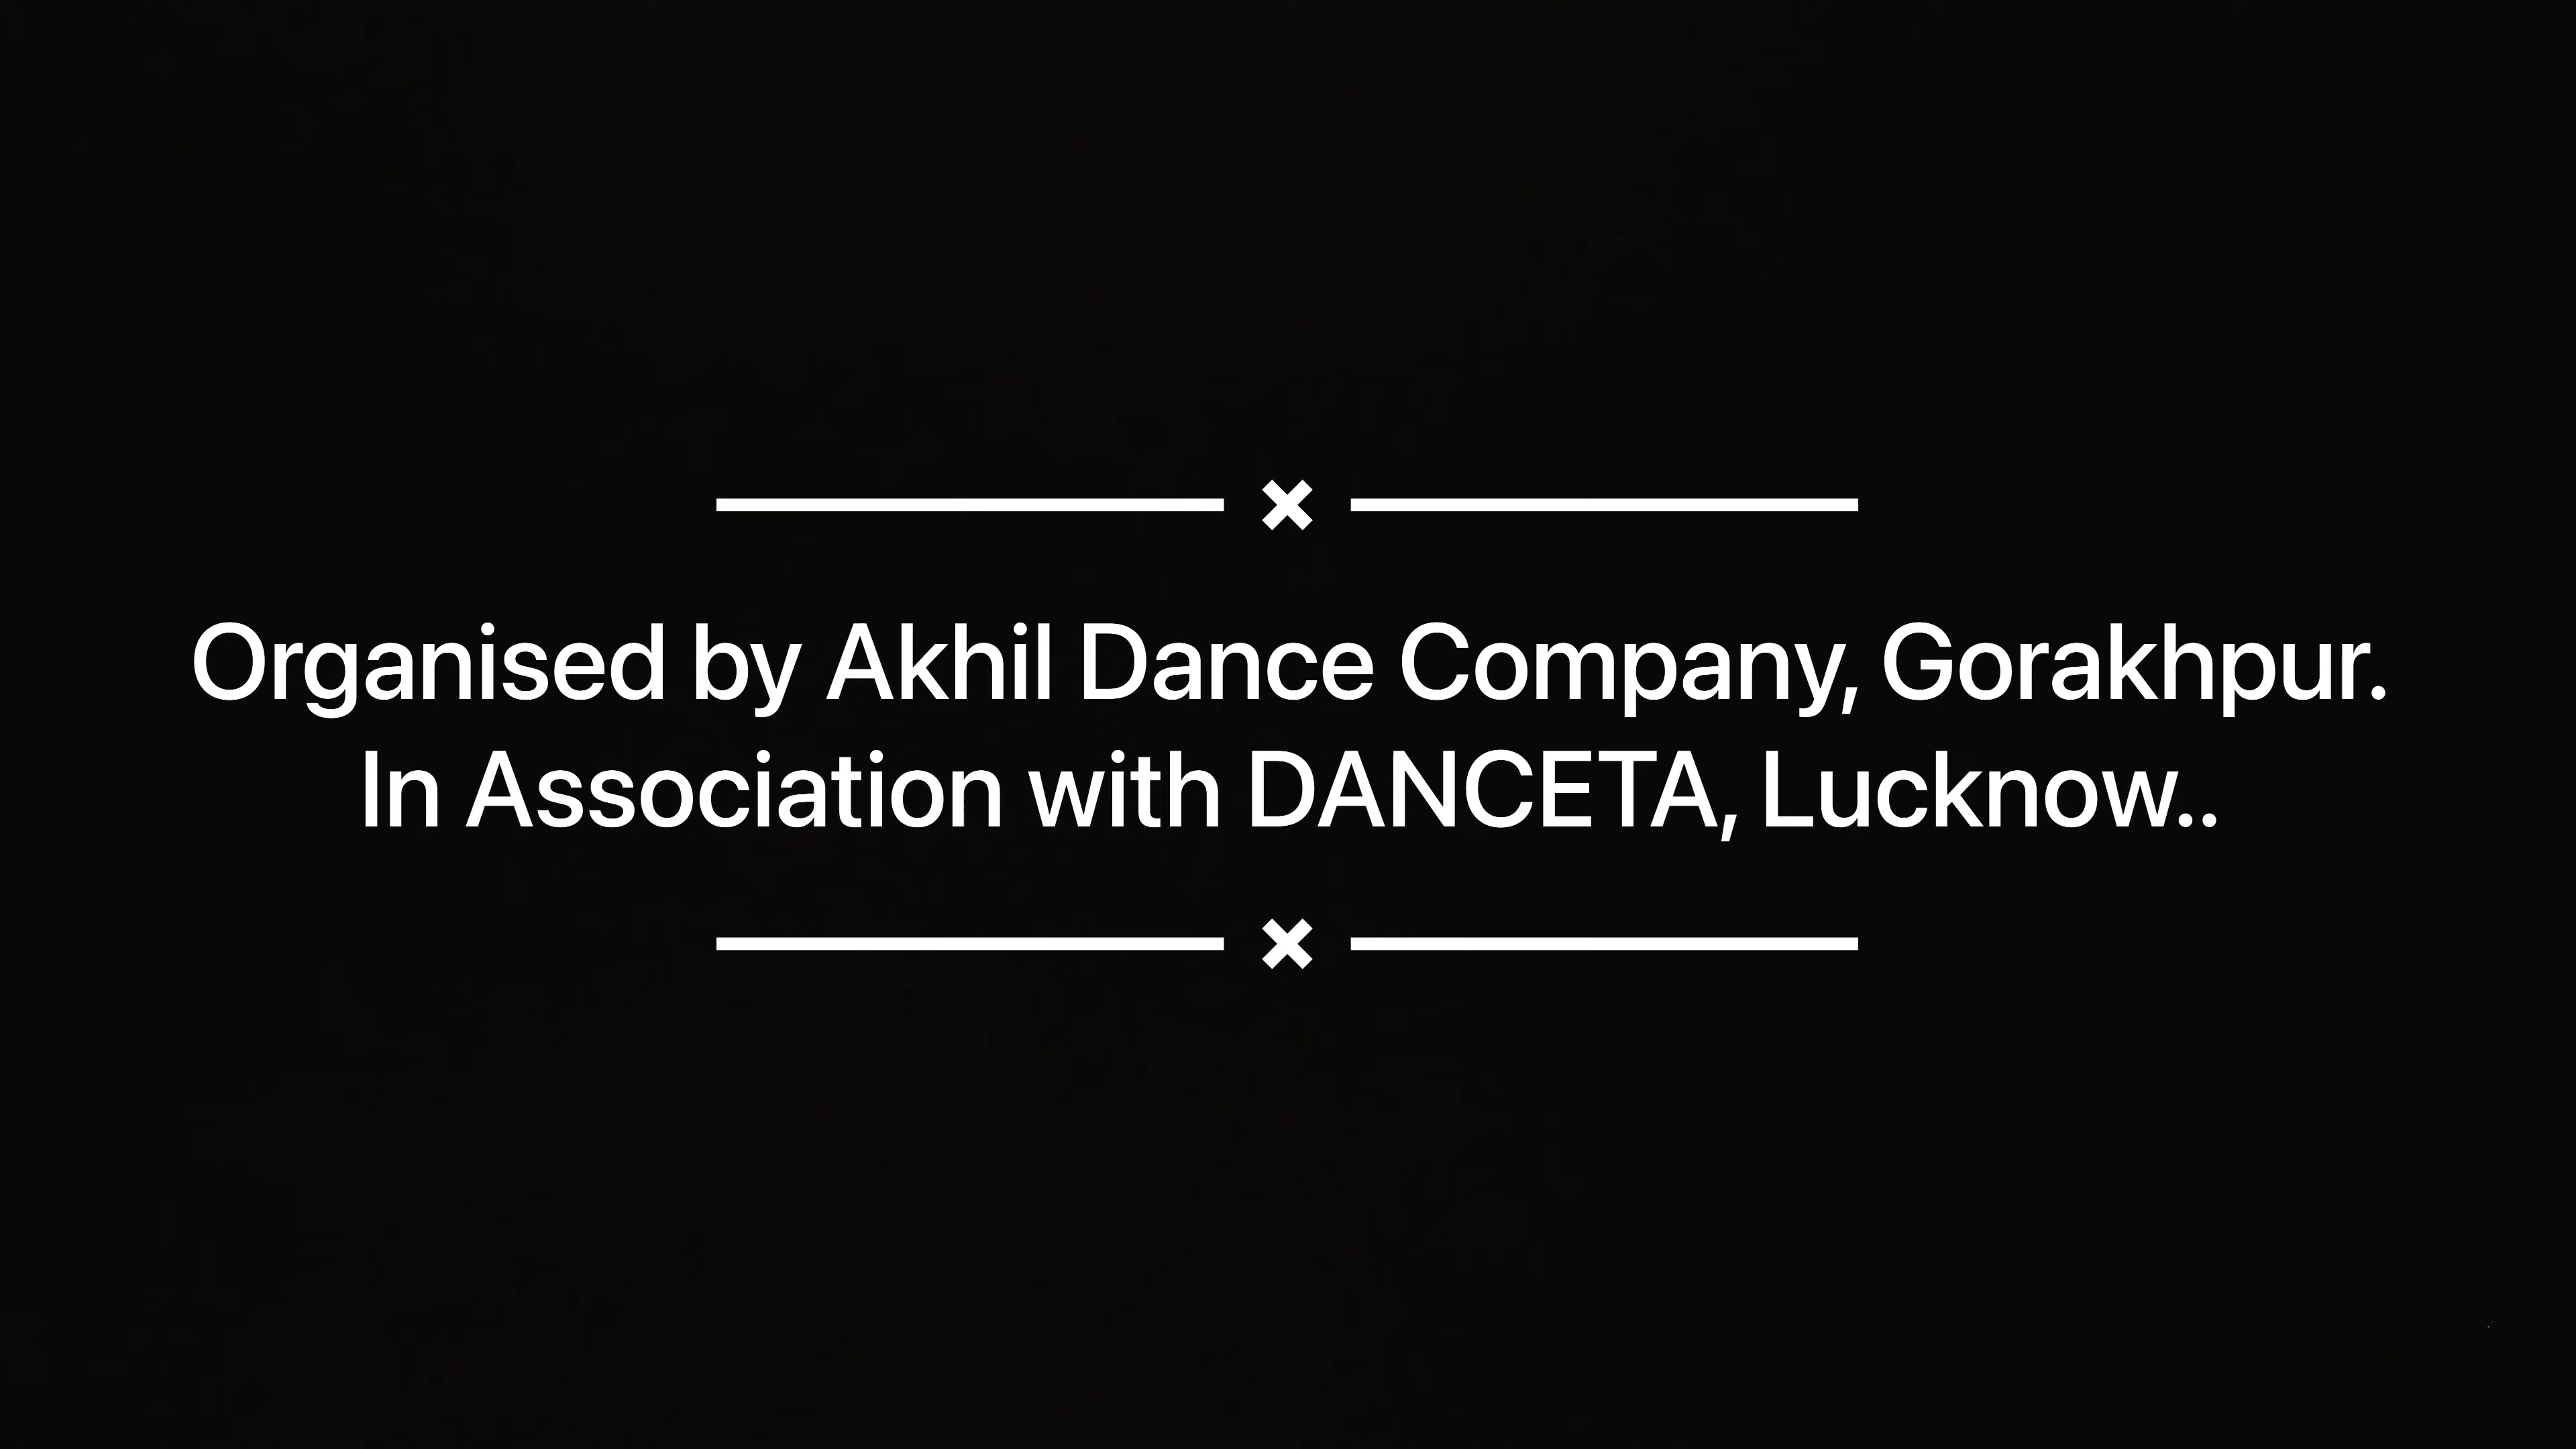 Organised by Akhil Dance Company, Gorakhpur.
In Association with DANCETA, Lucknow..